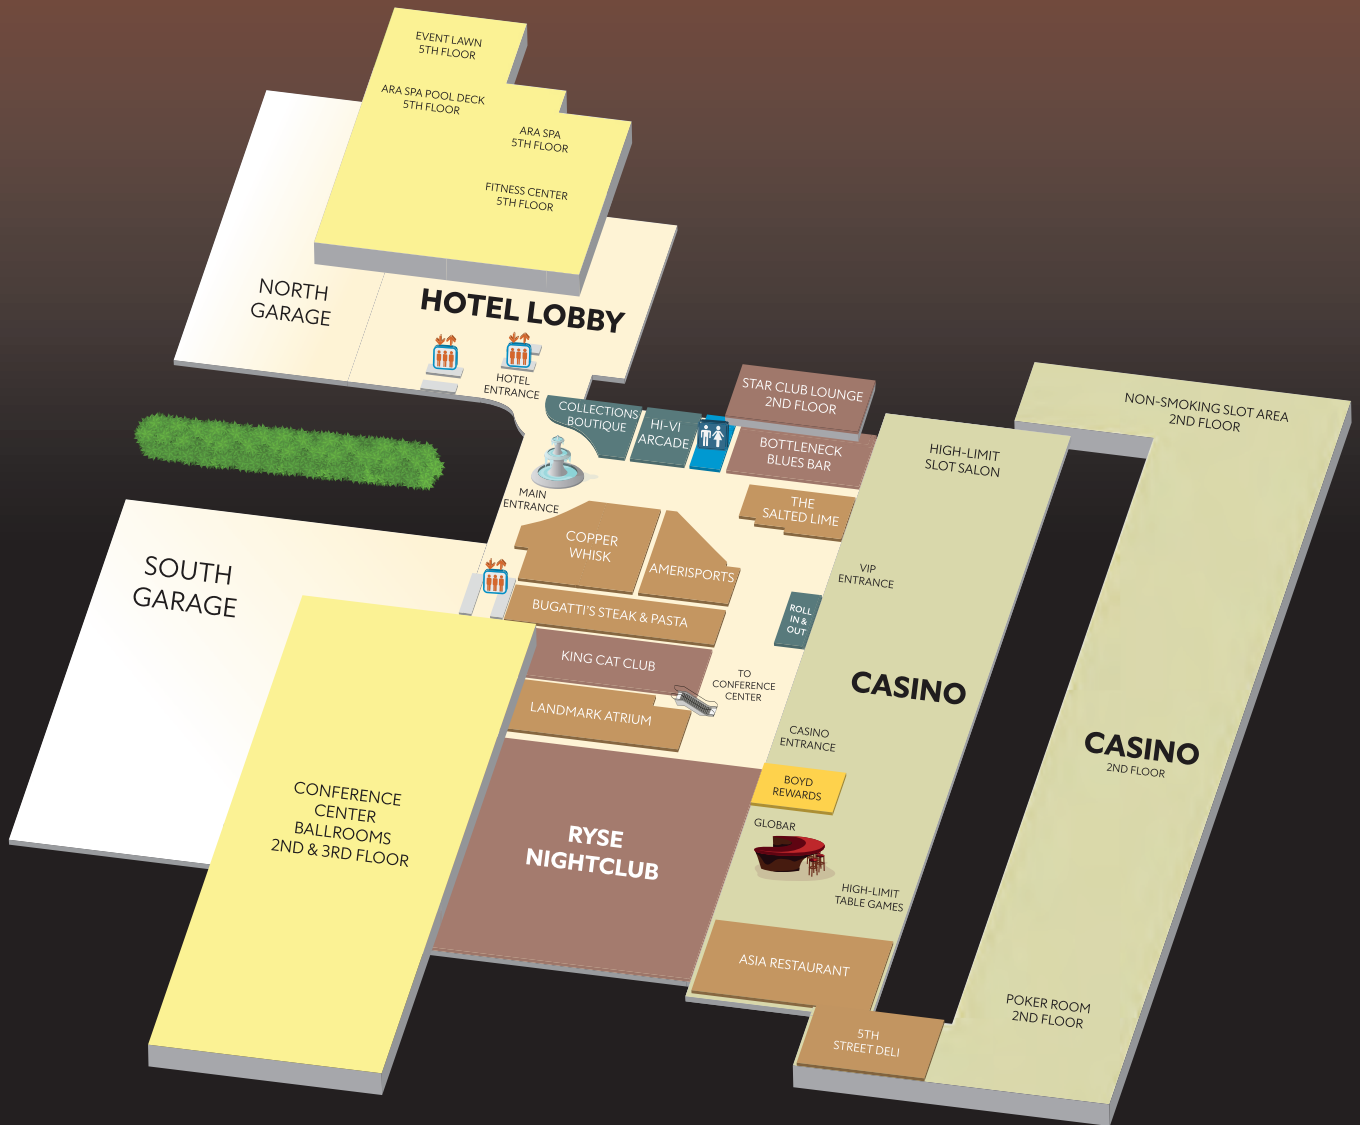 EVENT LAWN
5TH FLOOR
ARA SPA POOL DECK
5TH FLOOR
ARA SPA
5TH FLOOR
FITNESS CENTER
5TH FLOOR
NORTH
GARAGE
HOTEL LOBBY
HOTEL
ENTRANCE
COLLECTIONS
BOUTIQUE
HI-VI
ARCADE
STAR CLUB LOUNGE
2ND FLOOR
BOTTLENECK
BLUES BAR
NON-SMOKING SLOT AREA
2ND FLOOR
HIGH-LIMIT
SLOT SALON
MAIN
ENTRANCE
THE
SALTED LIME
COPPER
WHISK
AMERISPORTS
VIP
ENTRANCE
SOUTH
GARAGE
BUGATTI'S STEAK & PASTA
ROLL
IN &
OUT
KING CAT CLUB
TO
CONFERENCE
CENTER
CASINO
LANDMARK ATRIUM
CASINO
ENTRANCE
CASINO
2ND FLOOR
BOYD
REWARDS
CONFERENCE
CENTER
BALLROOMS
2ND & 3RD FLOOR
RYSE
NIGHTCLUB
GLOBAR
HIGH-LIMIT
TABLE GAMES
ASIA RESTAURANT
POKER ROOM
2ND FLOOR
5TH
STREET DELI